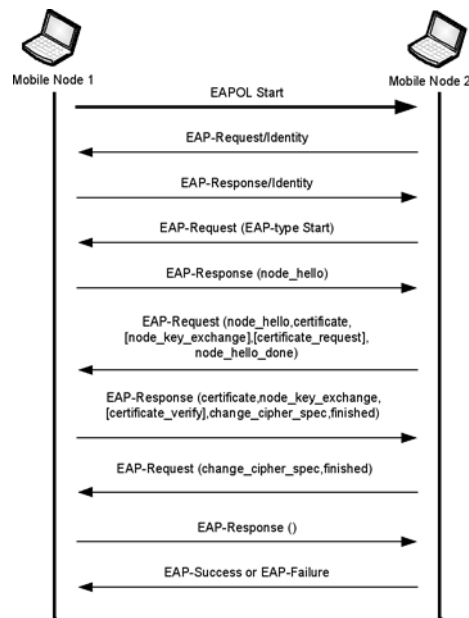 Mobile Node 1
Mobile Node 2
EAPOL Start
EAP-Request/Identity
EAP-Response/Identity
EAP-Request (EAP-type Start)
EAP-Response (node_hello)
EAP-Request (node_hello,certificate,
[node_key_exchange],[certificate_request],
node_hello_done)
EAP-Response (certificate,node_key_exchange,
[certificate_verify],change_cipher_spec,finished)
EAP-Request (change_cipher_spec,finished)
EAP-Response ()
EAP-Success or EAP-Failure